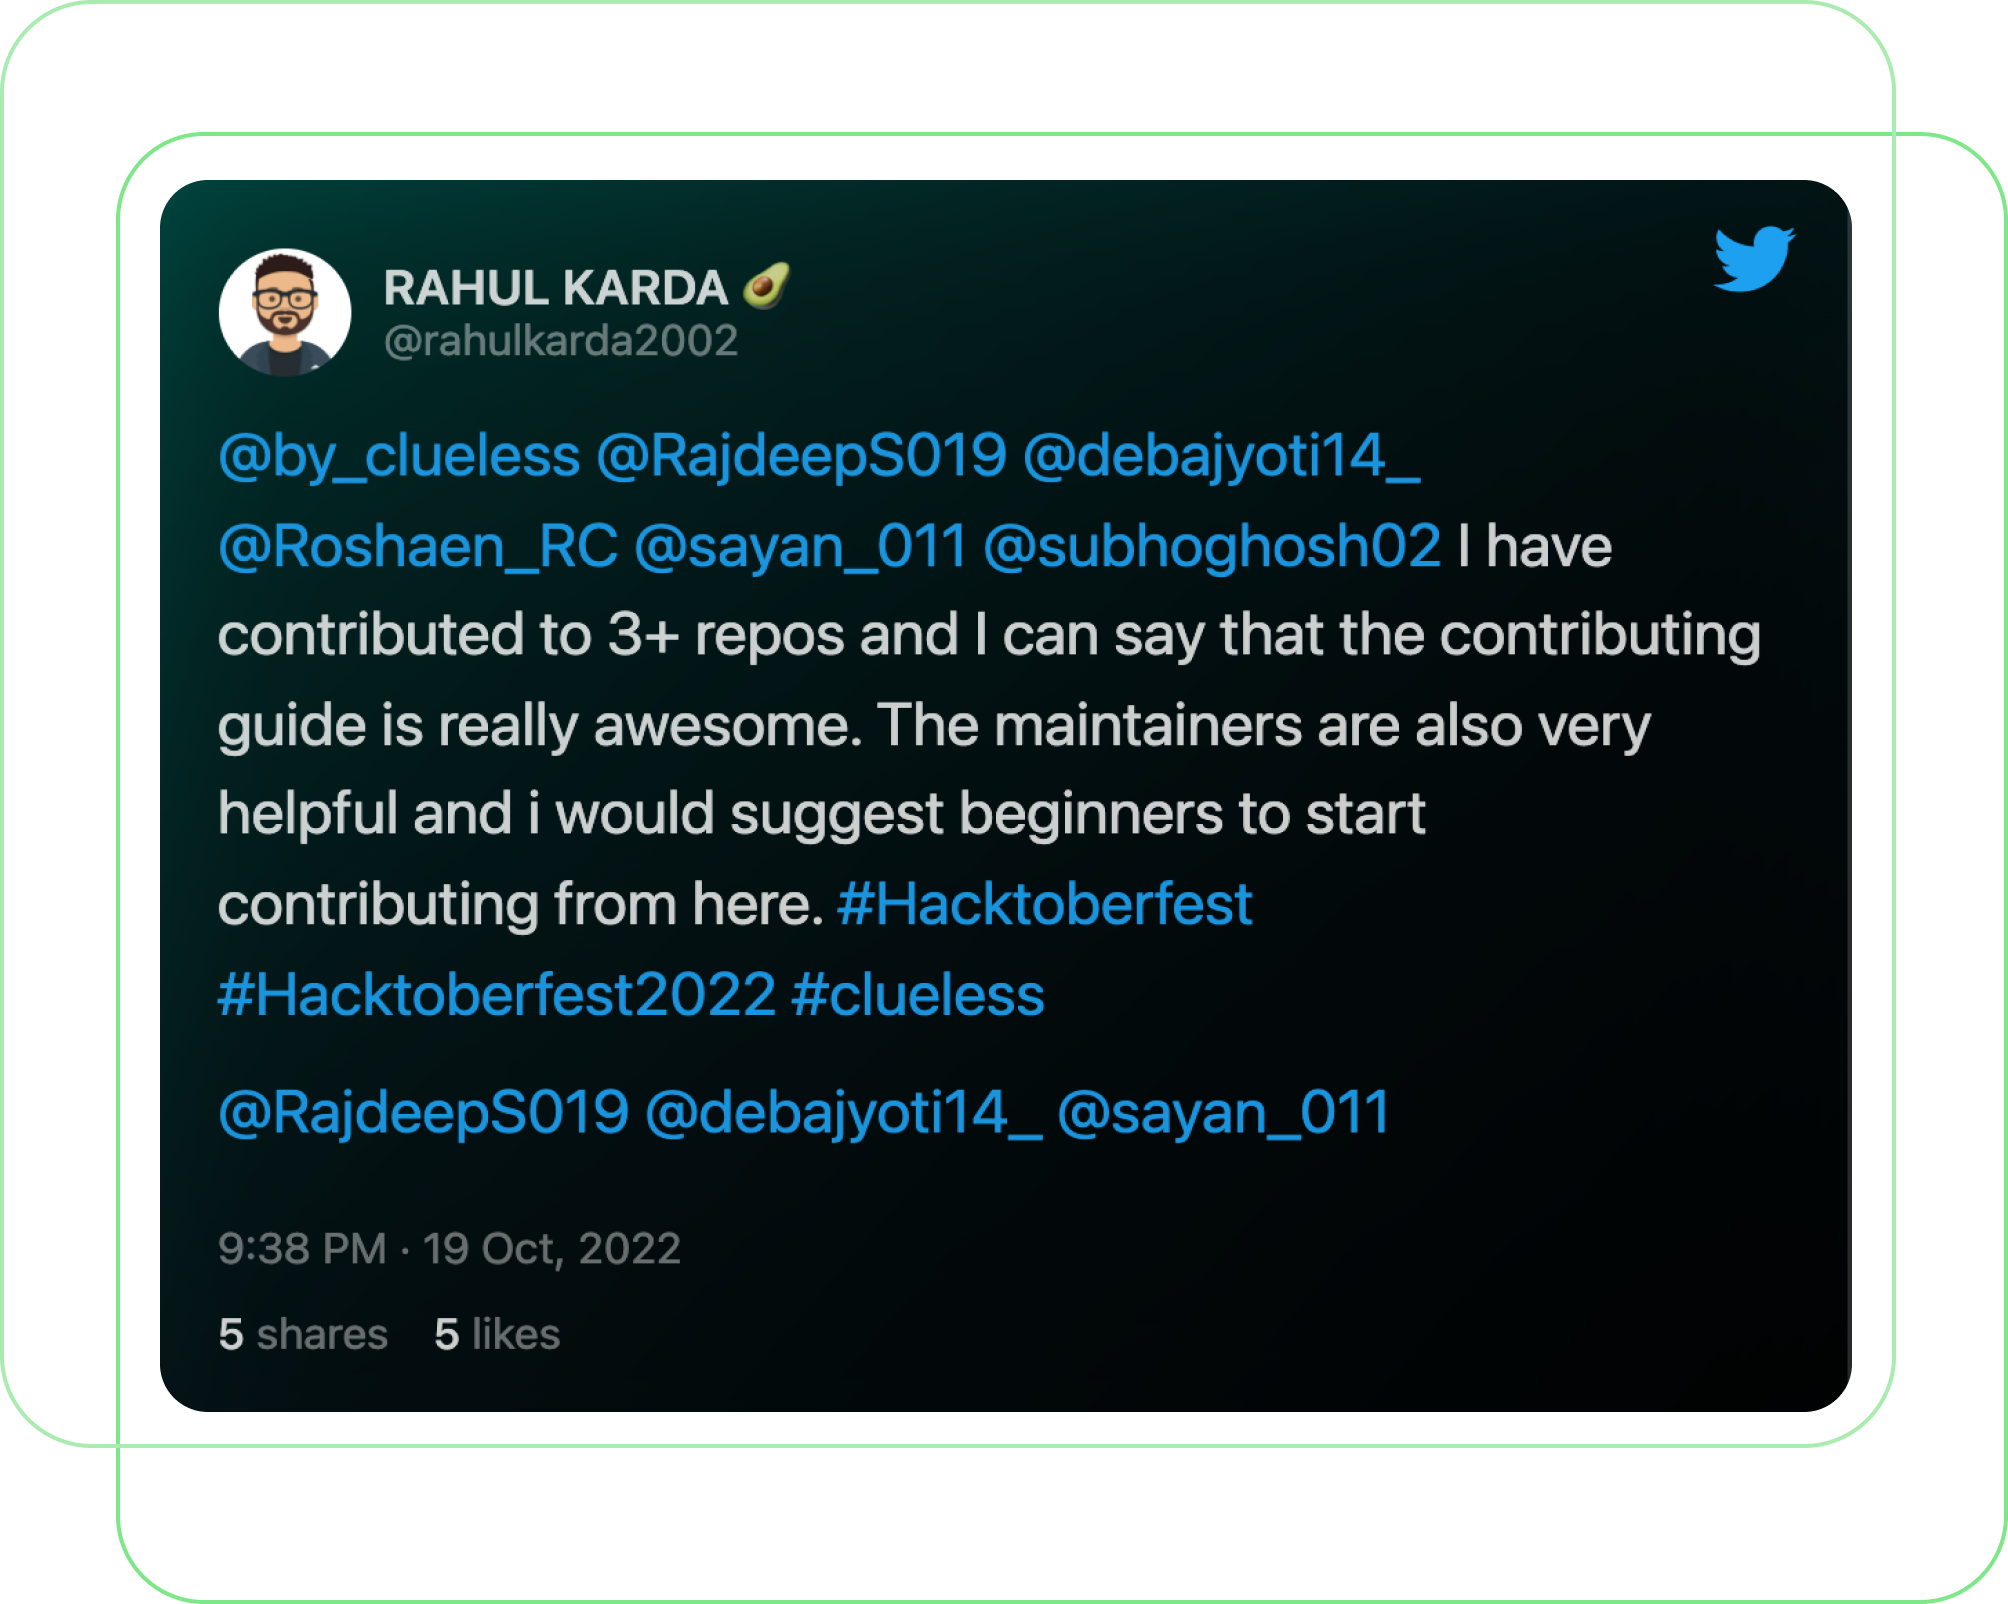 RAHUL KARDA 🥑
@rahulkarda2002
@by_clueless @RajdeepS019 @debajyoti14_
@Roshaen_RC @sayan_011 @subhoghosh02 I have
contributed to 3+ repos and I can say that the contributing
guide is really awesome. The maintainers are also very
helpful and i would suggest beginners to start
contributing from here. #Hacktoberfest
#Hacktoberfest2022 #clueless
@RajdeepS019 @debajyoti14_ @sayan_011
9:38 PM · 19 Oct, 2022
5 shares 5 likes